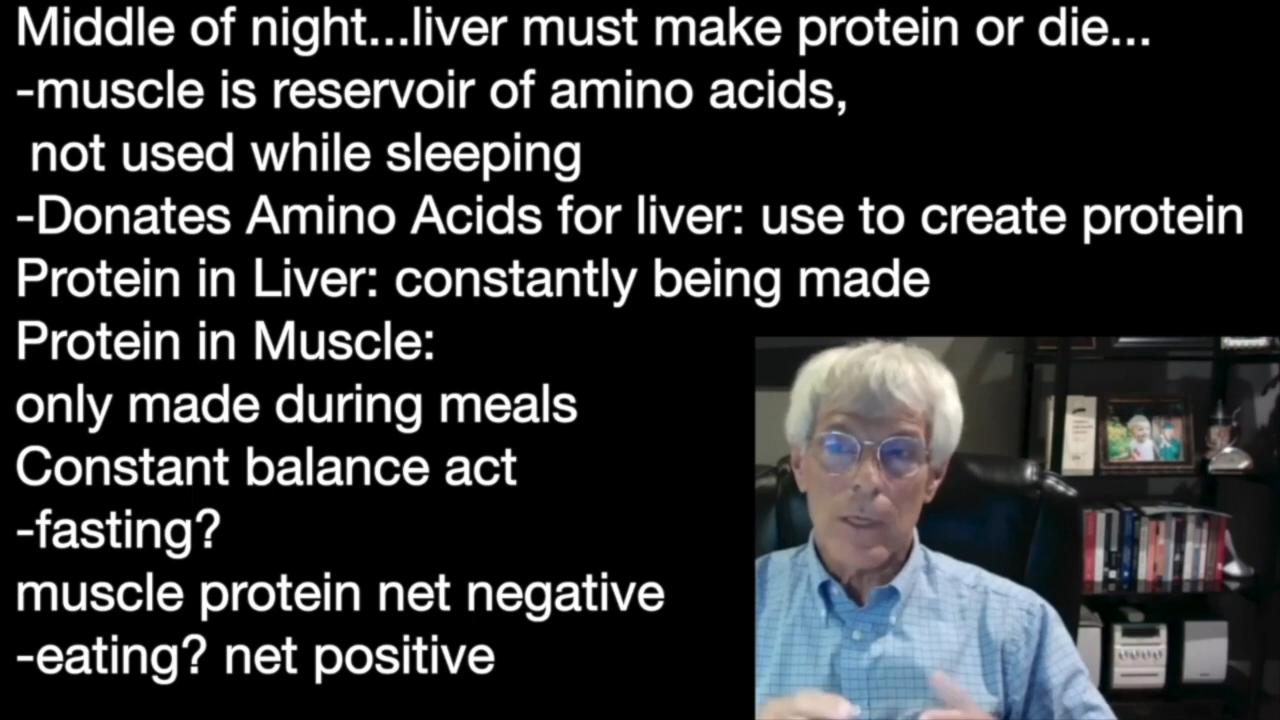 Middle of night...liver must make protein or die...
-muscle is reservoir of amino acids,
not used while sleeping
-Donates Amino Acids for liver: use to create protein
Protein in Liver: constantly being made
Protein in Muscle:
only made during meals
Constant balance act
-fasting?
muscle protein net negative
-eating? net positive